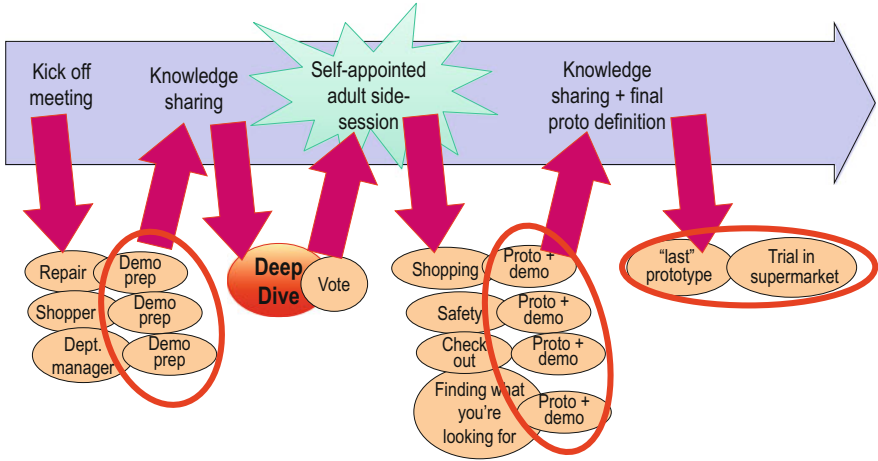 Kick off
meeting
Knowledge
sharing
Self-appointed
adult side-
session
Knowledge
sharing + final
proto definition
Repair
Demo
prep
Shopper
Demo
prep
Dept.
manager
Demo
prep
Deep
Dive
Vote
Shopping
Proto +
demo
Safety
Proto +
demo
Check
out
Proto +
demo
Finding what
you're
looking for
Proto +
demo
"last"
prototype
Trial in
supermarket